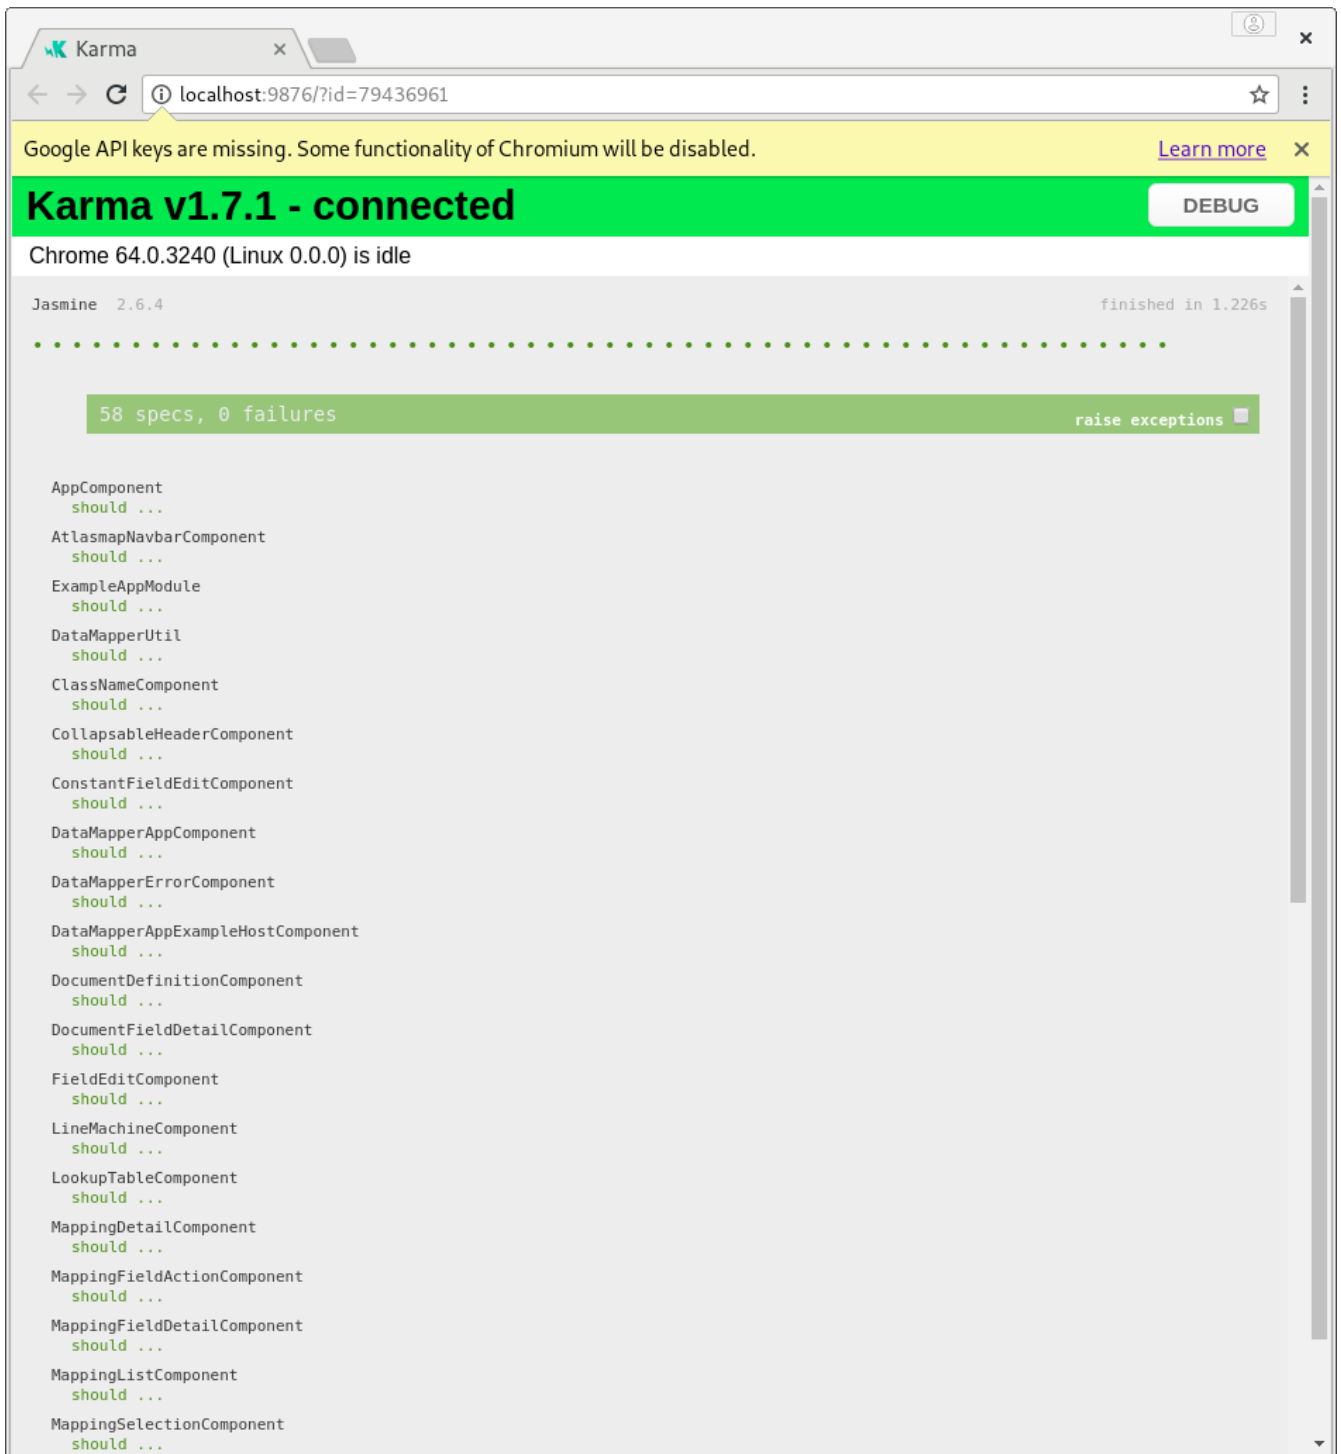 Karma
localhost:9876/?id=79436961
Google API keys are missing. Some functionality of Chromium will be disabled. Learn more
Karma v1.7.1 - connected DEBUG
Chrome 64.0.3240 (Linux 0.0.0) is idle
Jasmine 2.6.4 finished in 1.226s
58 specs, 0 failures raise exceptions
AppComponent
should ...
AtlasmapNavbarComponent
should ...
ExampleAppModule
should ...
DataMapperUtil
should ...
ClassNameComponent
should ...
CollapsableHeaderComponent
should ...
ConstantFieldEditComponent
should ...
DataMapperAppComponent
should ...
DataMapperErrorComponent
should ...
DataMapperAppExampleHostComponent
should ...
DocumentDefinitionComponent
should ...
DocumentFieldDetailComponent
should ...
FieldEditComponent
should ...
LineMachineComponent
should ...
LookupTableComponent
should ...
MappingDetailComponent
should ...
MappingFieldActionComponent
should ...
MappingFieldDetailComponent
should ...
MappingListComponent
should ...
MappingSelectionComponent
should ...